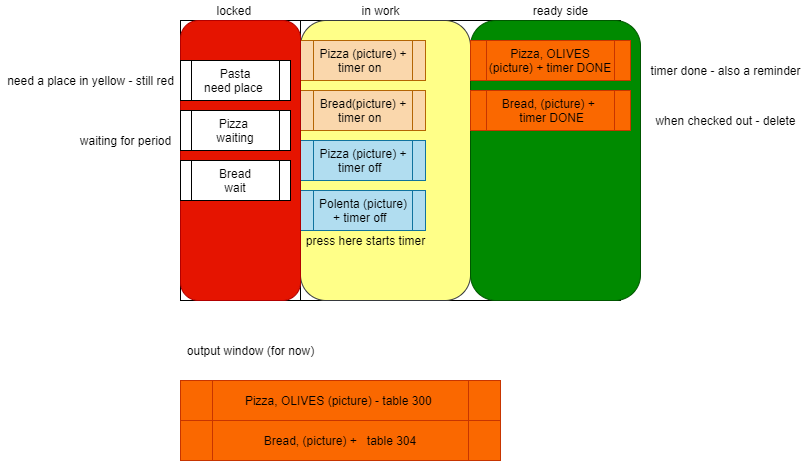 locked
in work
ready side
need a place in yellow - still red
waiting for period
Pasta
need place
Pizza
waiting
Bread
wait
Pizza (picture) +
timer on
Bread(picture) +
timer on
Pizza (picture) +
timer off
Polenta (picture)
+ timer off
press here starts timer
Pizza, OLIVES
(picture) + timer DONE
Bread, (picture) +
timer DONE
timer done - also a reminder
when checked out - delete
output window (for now)
Pizza, OLIVES (picture) - table 300
Bread, (picture) + table 304